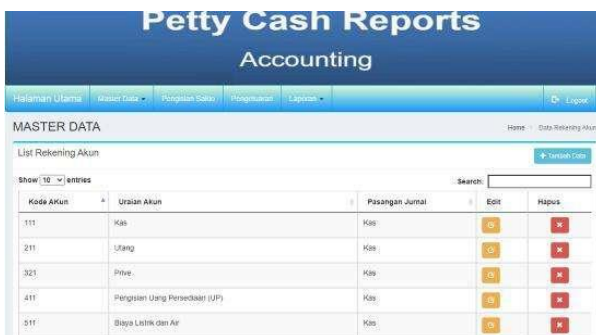 Petty Cash Reports
Accounting
Halaman Utama Master Data Pengisian Saldo Pengeluaran Laporan Logout
MASTER DATA
Home Data Rekening Akun
List Rekening Akun
+ Tambah Data
Show 10 entries
Search:
Kode AKun Uraian Akun Pasangan Jurnal Edit Hapus
111 Kas Kas
211 Utang Kas
321 Prive Kas
411 Pengisian Uang Persediaan (UP) Kas
511 Biaya Listrik dan Air Kas